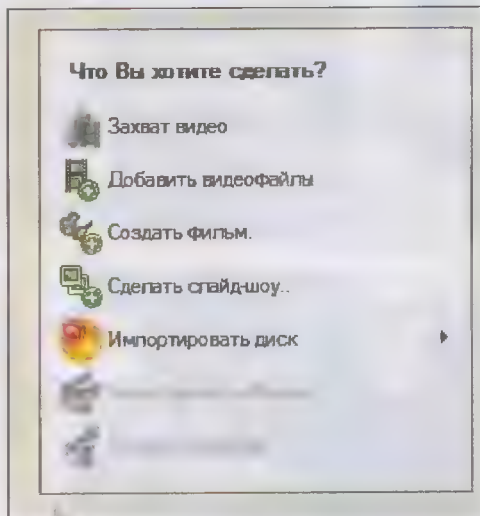 Что Вы хотите сделать?
Захват видео
Добавить видеофайлы
Создать фильм.
Сделать слайд-шоу..
Импортировать диск